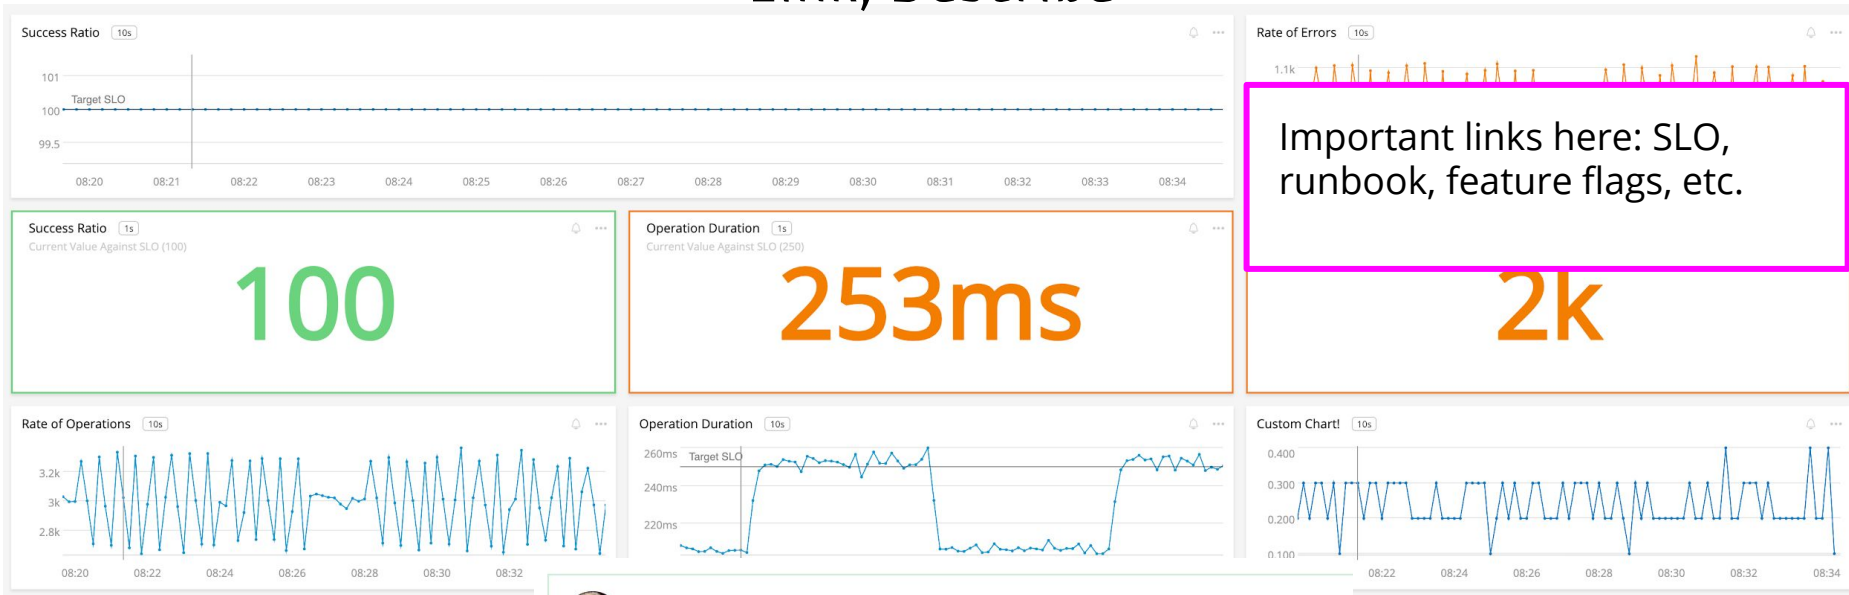 Success Ratio 10s
101
Target SLO
100
99.5
08:20 08:21 08:22 08:23 08:24 08:25 08:26 08:27 08:28 08:29 08:30 08:31 08:32 08:33 08:34
Rate of Errors 10s
1.1k
Important links here: SLO,
runbook, feature flags, etc.
Success Ratio 1s
Current Value Against SLO (100)
100
Operation Duration 1s
Current Value Against SLO (250)
253ms
2k
Rate of Operations 10s
3.2k
3k
2.8k
08:20 08:22 08:24 08:26 08:28 08:30 08:32
Operation Duration 10s
260ms
Target SLO
240ms
220ms
Custom Chart! 10s
0.400
0.300
0.200
0.100
08:22 08:24 08:26 08:28 08:30 08:32 08:34